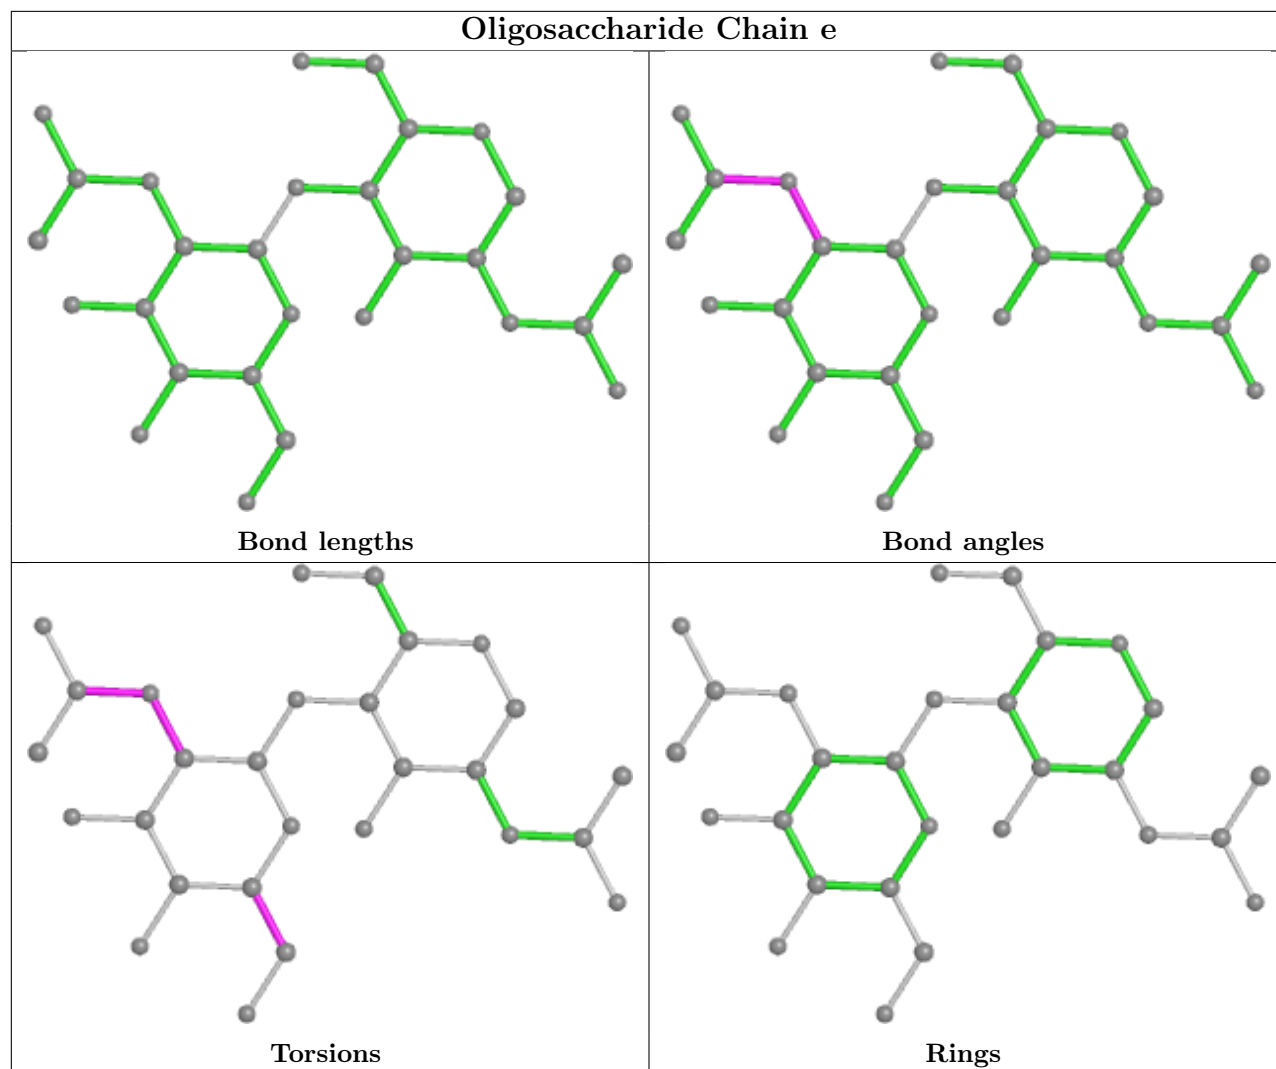 Oligosaccharide Chain e
Bond lengths
Bond angles
Torsions
Rings